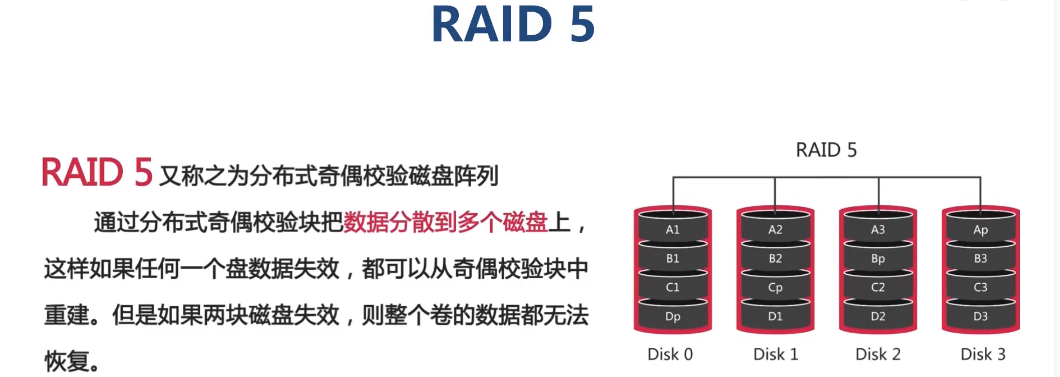 RAID 5
RAID 5 又称之为分布式奇偶校验磁盘阵列
通过分布式奇偶校验块把数据分散到多个磁盘上，
这样如果任何一个盘数据失效，都可以从奇偶校验块中
重建。但是如果两块磁盘失效，则整个卷的数据都无法
恢复。
RAID 5
A1 A2 A3 Ap
B1 B2 Bp B3
C1 Cp C2 C3
Dp D1 D2 D3
Disk 0 Disk 1 Disk 2 Disk 3